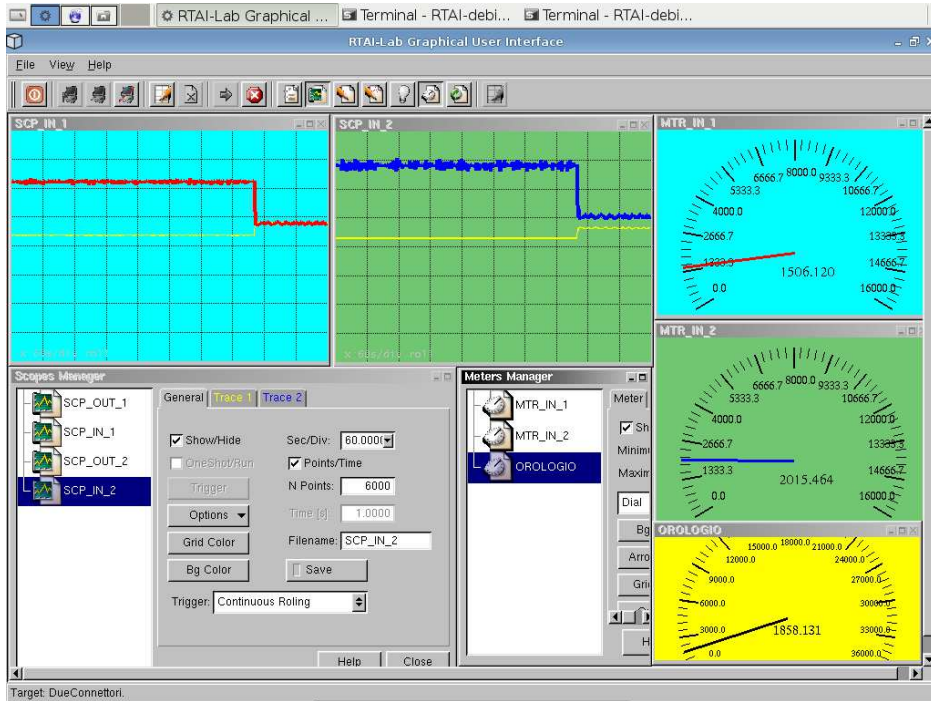 RTAI-Lab Graphical ...
Terminal - RTAI-debi...
Terminal - RTAI-debi...
RTAI-Lab Graphical User Interface
File View Help
SCP_IN_1
SCP_IN_2
MTR_IN_1
0.0
1333.3
2666.7
4000.0
5333.3
6666.7
8000.0
9333.3
10666.7
12000.0
13333.3
14666.7
16000.0
1506.120
MTR_IN_2
0.0
1333.3
2666.7
4000.0
5333.3
6666.7
8000.0
9333.3
10666.7
12000.0
13333.3
14666.7
16000.0
2015.464
OROLOGIO
0.0
3000.0
6000.0
9000.0
12000.0
15000.0
18000.0
21000.0
24000.0
27000.0
30000.0
33000.0
36000.0
1858.131
Scopes Manager
SCP_OUT_1
SCP_IN_1
SCP_OUT_2
SCP_IN_2
General Trace 1 Trace 2
Show/Hide
Sec/Div: 60.000
OneShot/Run
Points/Time
Trigger
N Points: 6000
Options
Time [s]: 1.0000
Grid Color
Filename: SCP_IN_2
Bg Color
Save
Trigger: Continuous Roling
Help
Close
Meters Manager
MTR_IN_1
MTR_IN_2
OROLOGIO
Meter
Sh
Minim
Maxim
Dial
Bg
Arro
Gri
H
Target: DueConnettori.